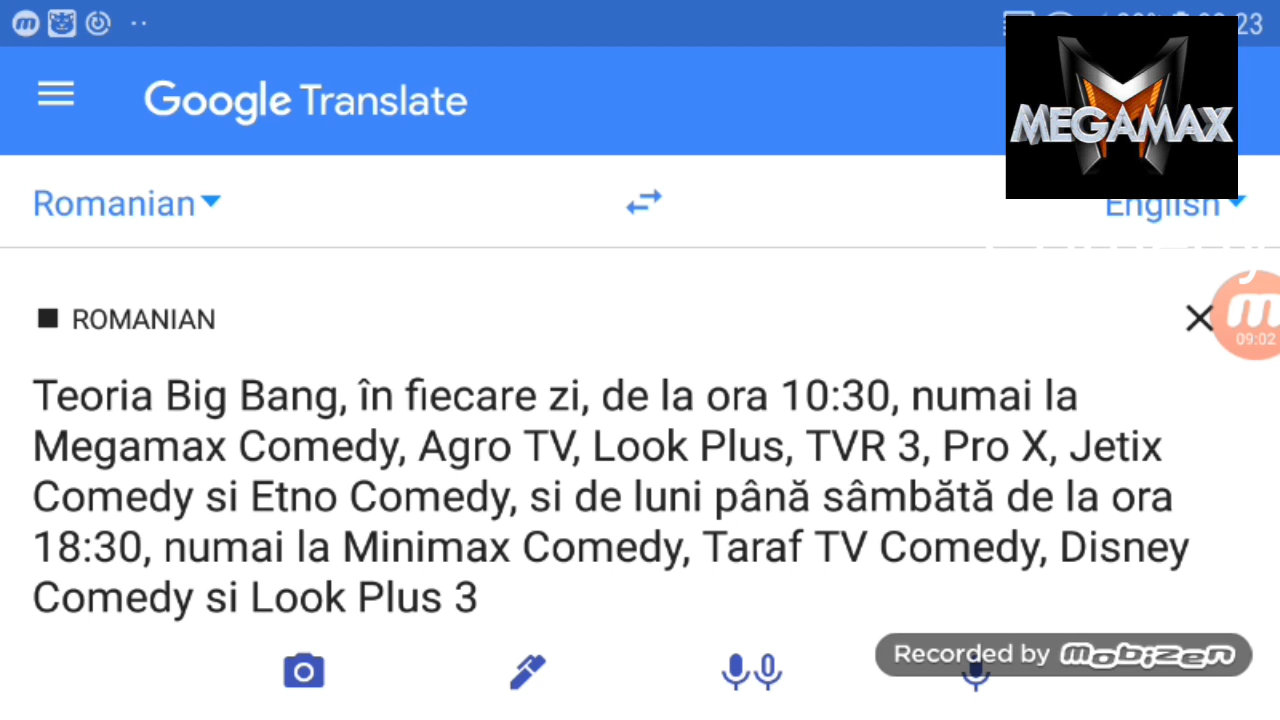 23
Google Translate
MEGAMAX
Romanian
English
ROMANIAN
09:02
Teoria Big Bang, în fiecare zi, de la ora 10:30, numai la
Megamax Comedy, Agro TV, Look Plus, TVR 3, Pro X, Jetix
Comedy si Etno Comedy, si de luni până sâmbătă de la ora
18:30, numai la Minimax Comedy, Taraf TV Comedy, Disney
Comedy si Look Plus 3
Recorded by mobizen